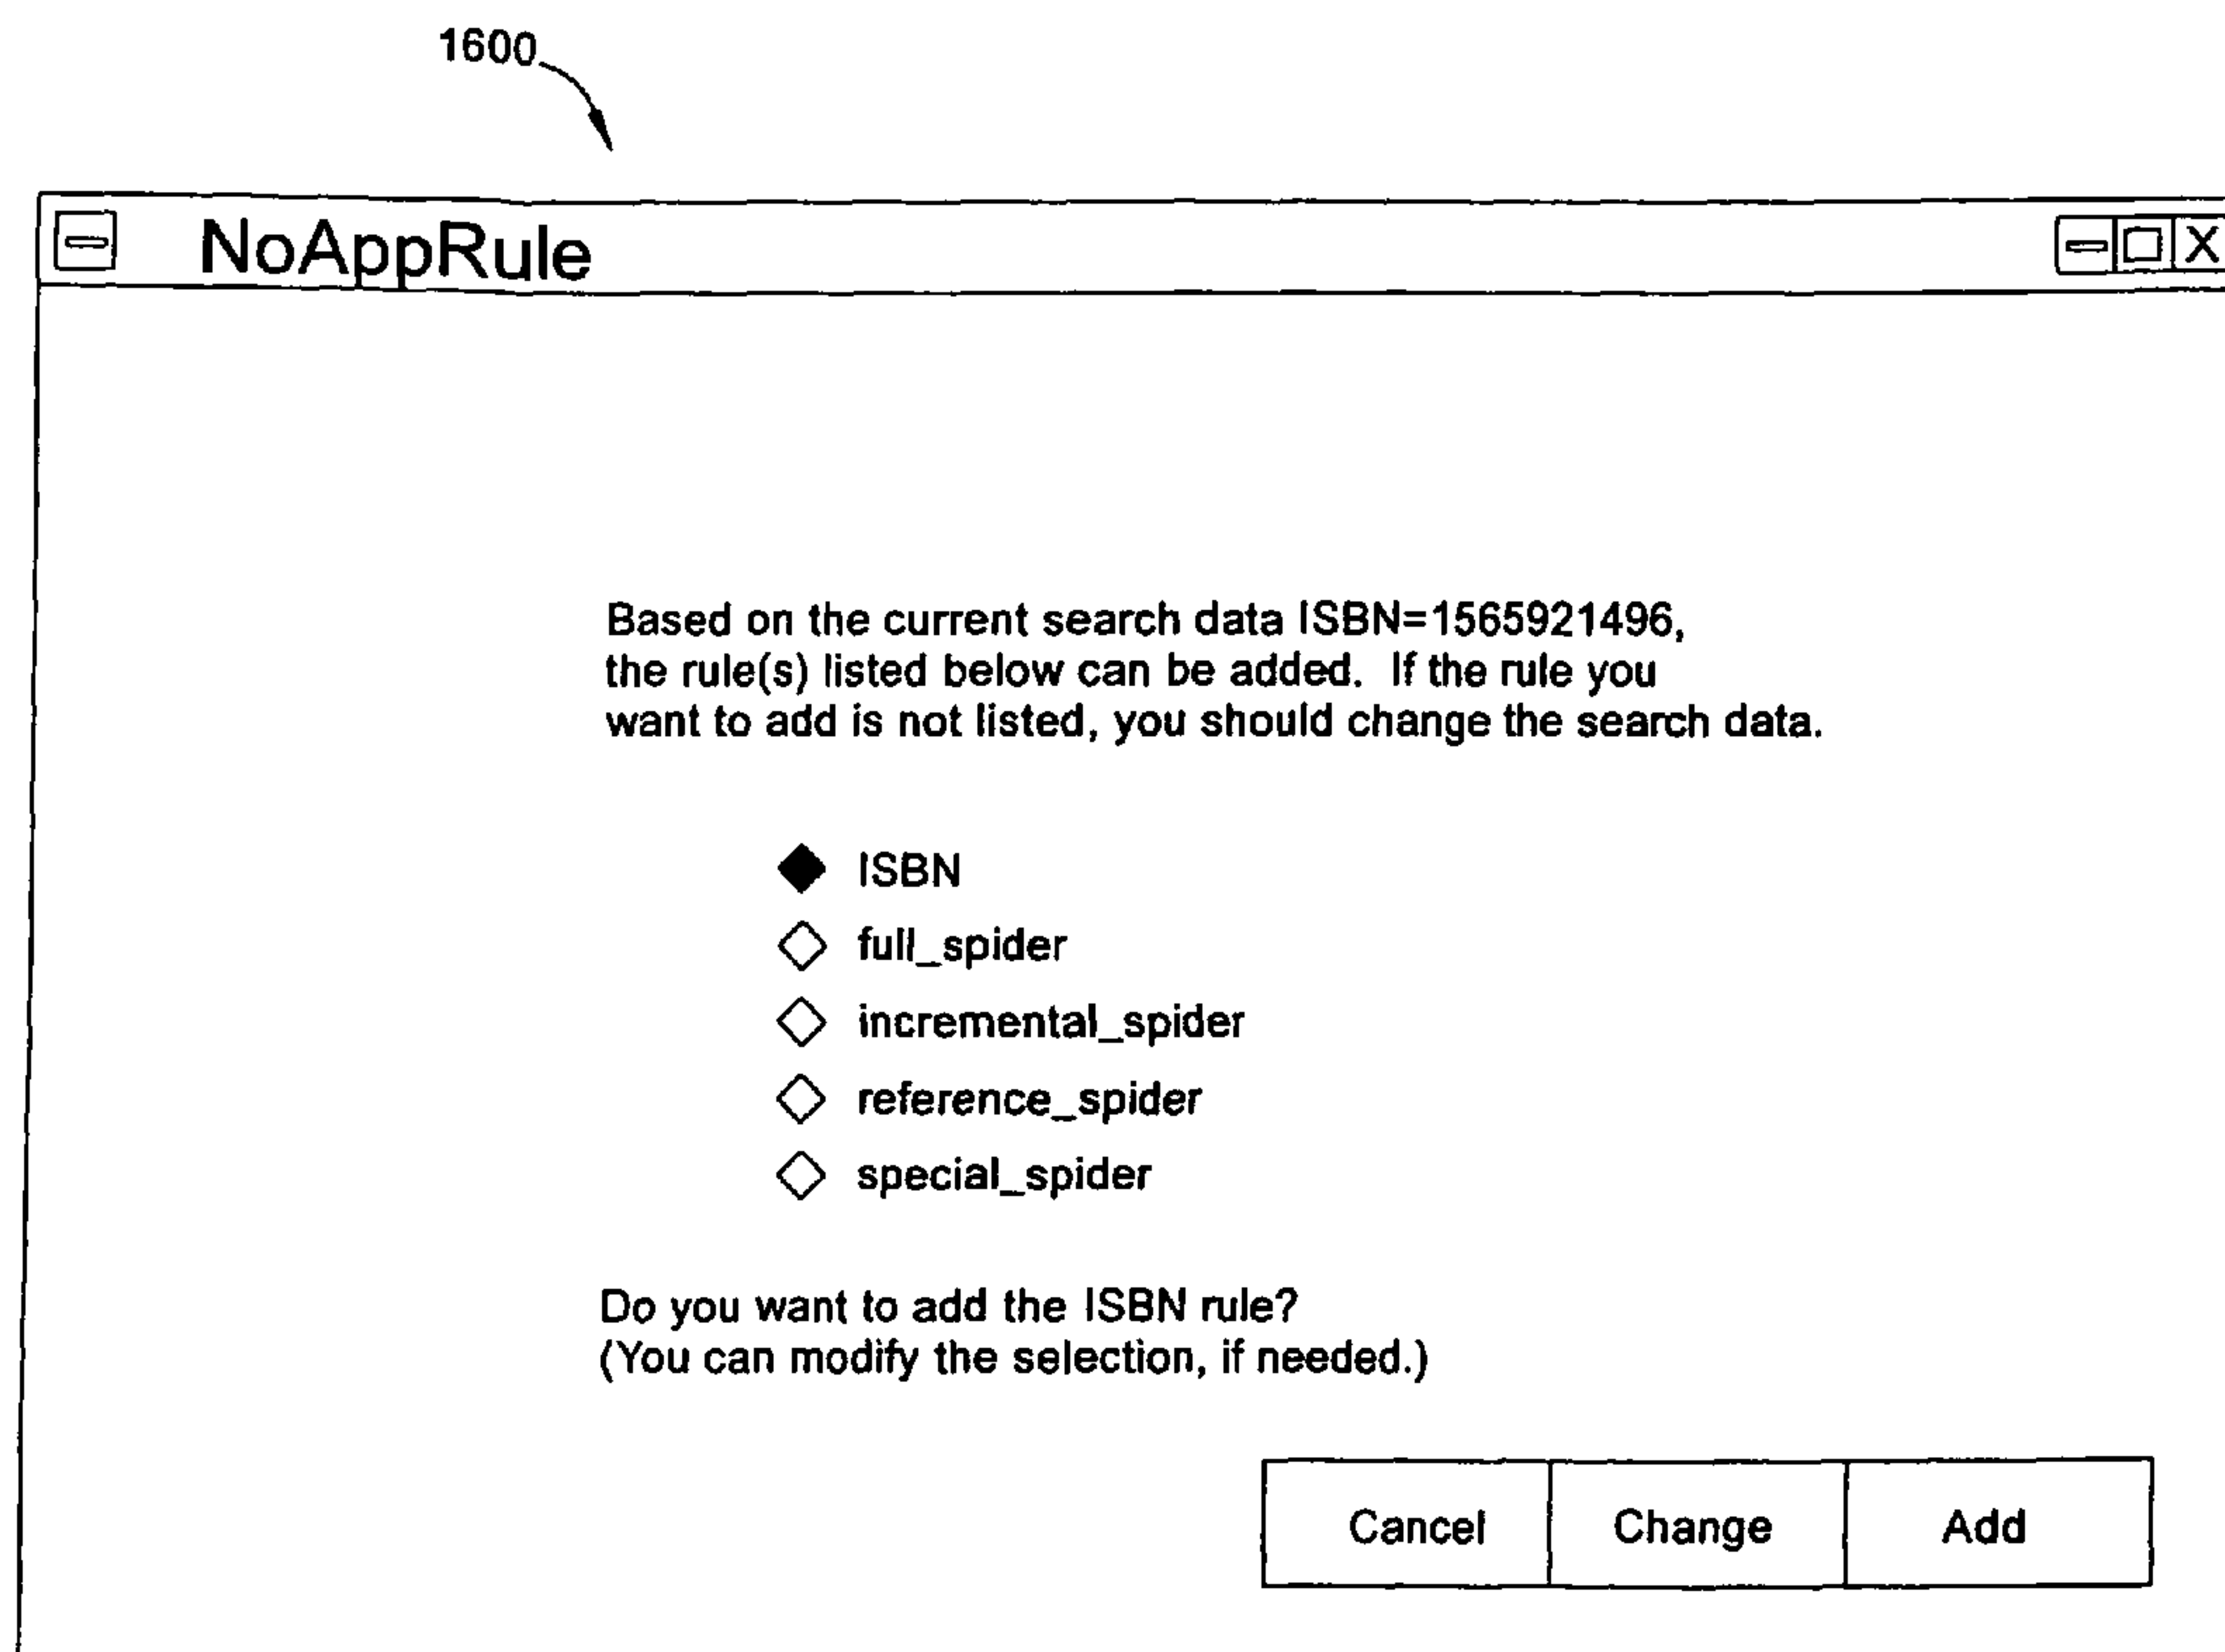 1600
NoAppRule
X
Based on the current search data ISBN=1565921496,
the rule(s) listed below can be added. If the rule you
want to add is not listed, you should change the search data.
ISBN
full_spider
incremental_spider
reference_spider
special_spider
Do you want to add the ISBN rule?
(You can modify the selection, if needed.)
Cancel Change Add